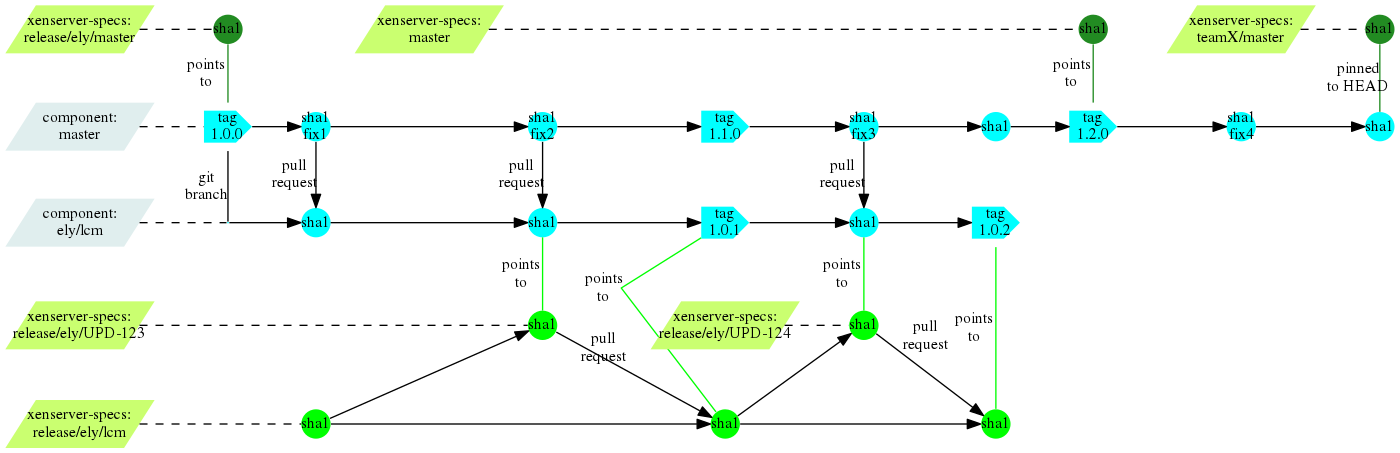 xenserver-specs:
release/ely/master
sha1
xenserver-specs:
master
sha1
xenserver-specs:
teamX/master
sha1
points
to
points
to
pinned
to HEAD
component:
master
tag
1.0.0
sha1
fix1
sha1
fix2
tag
1.1.0
sha1
fix3
sha1
tag
1.2.0
sha1
fix4
sha1
git
branch
pull
request
pull
request
pull
request
component:
ely/lcm
sha1
sha1
tag
1.0.1
sha1
tag
1.0.2
points
to
points
to
points
to
xenserver-specs:
release/ely/UPD-123
sha1
xenserver-specs:
release/ely/UPD-124
sha1
points
to
pull
request
pull
request
xenserver-specs:
release/ely/lcm
sha1
sha1
sha1